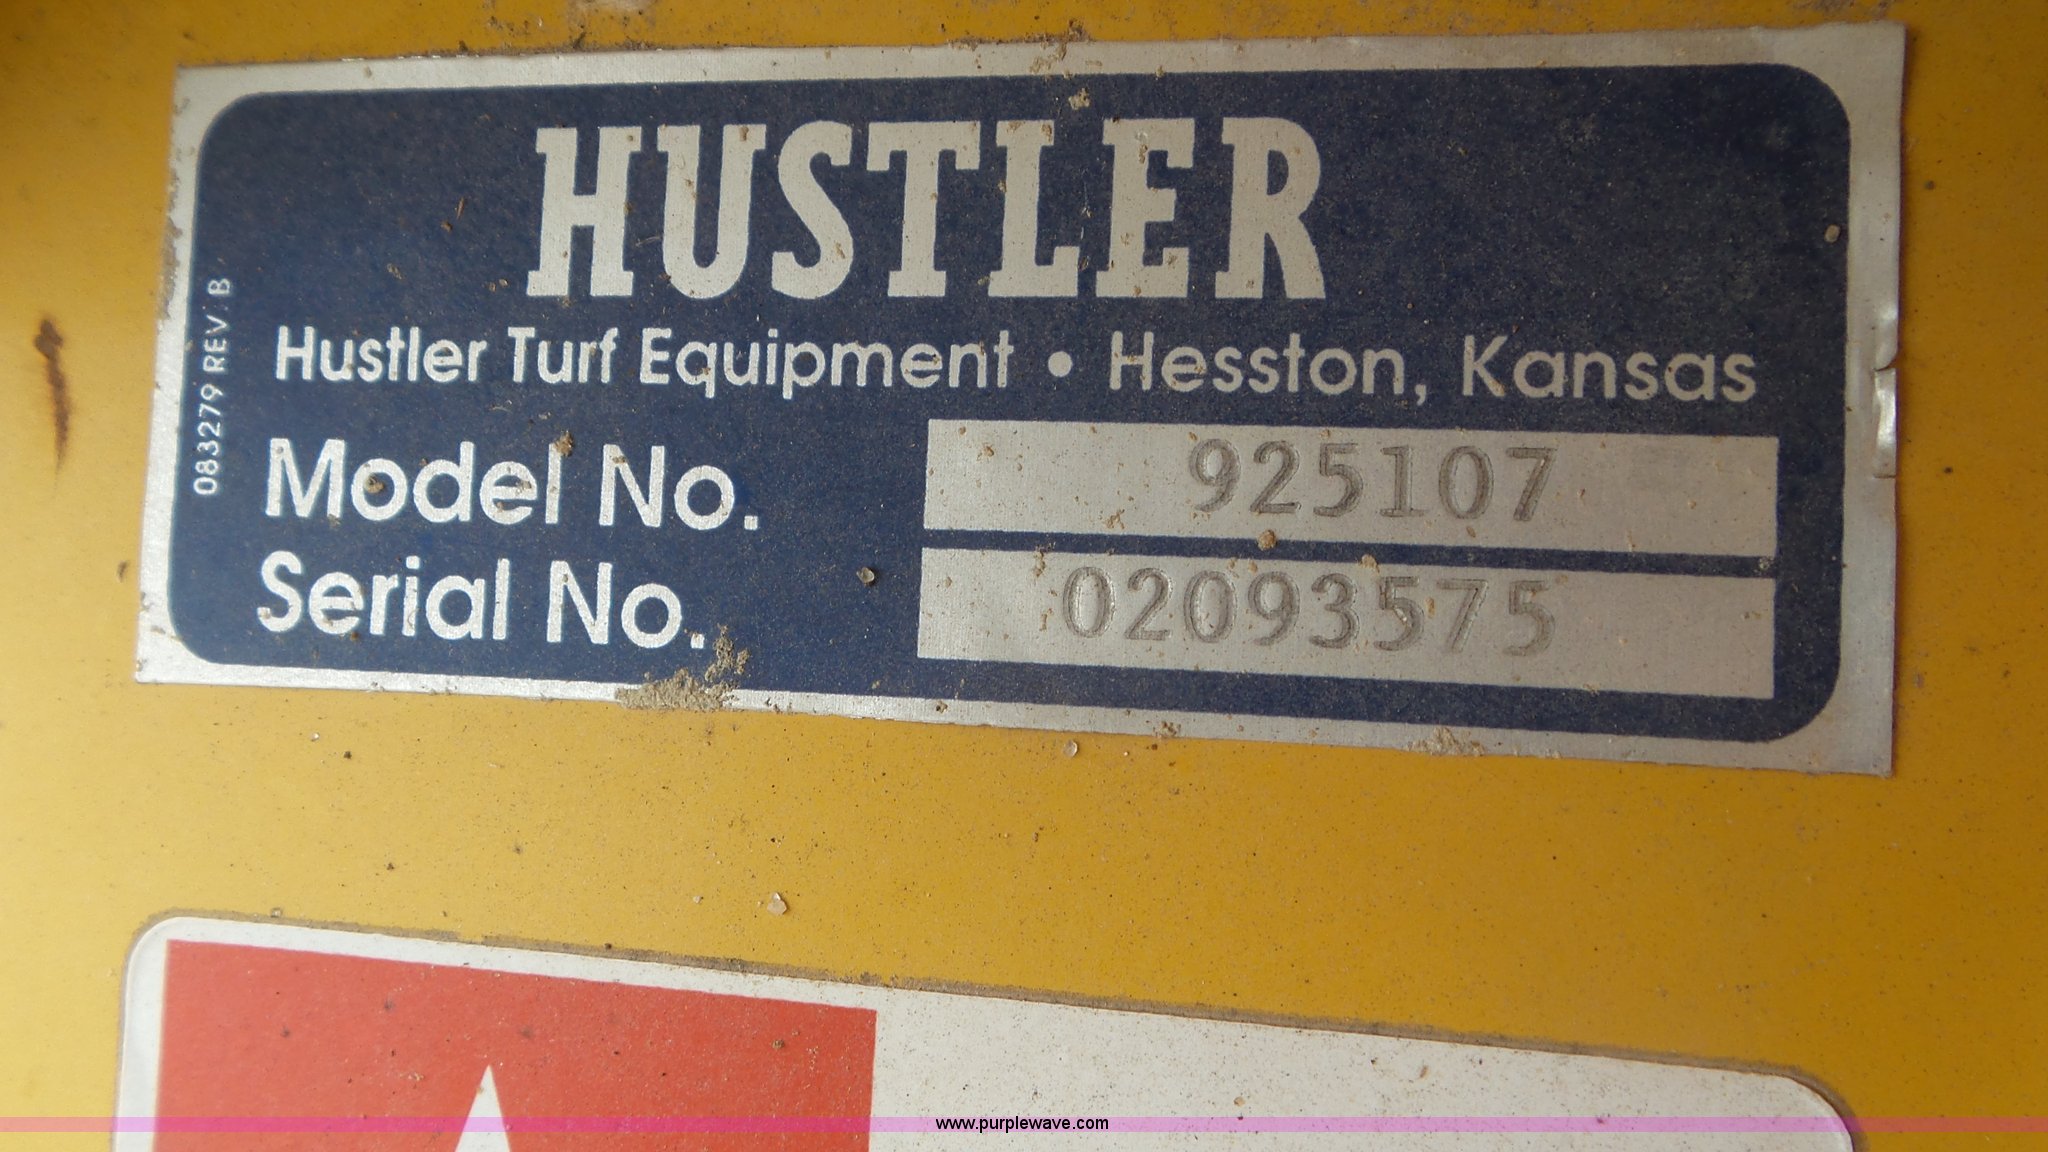 HUSTLER
Hustler Turf Equipment • Hesston, Kansas
Model No. 925107
Serial No. 02093575
083279 REV. B
www.purplewave.com